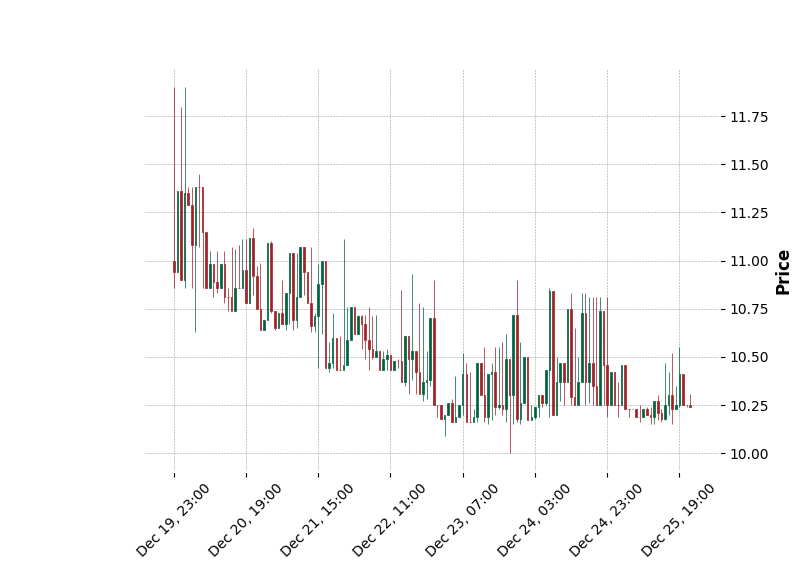 11.75
11.50
11.25
11.00
10.75
10.50
10.25
10.00
Price
Dec 19, 23:00
Dec 20, 19:00
Dec 21, 15:00
Dec 22, 11:00
Dec 23, 07:00
Dec 24, 03:00
Dec 24, 23:00
Dec 25, 19:00